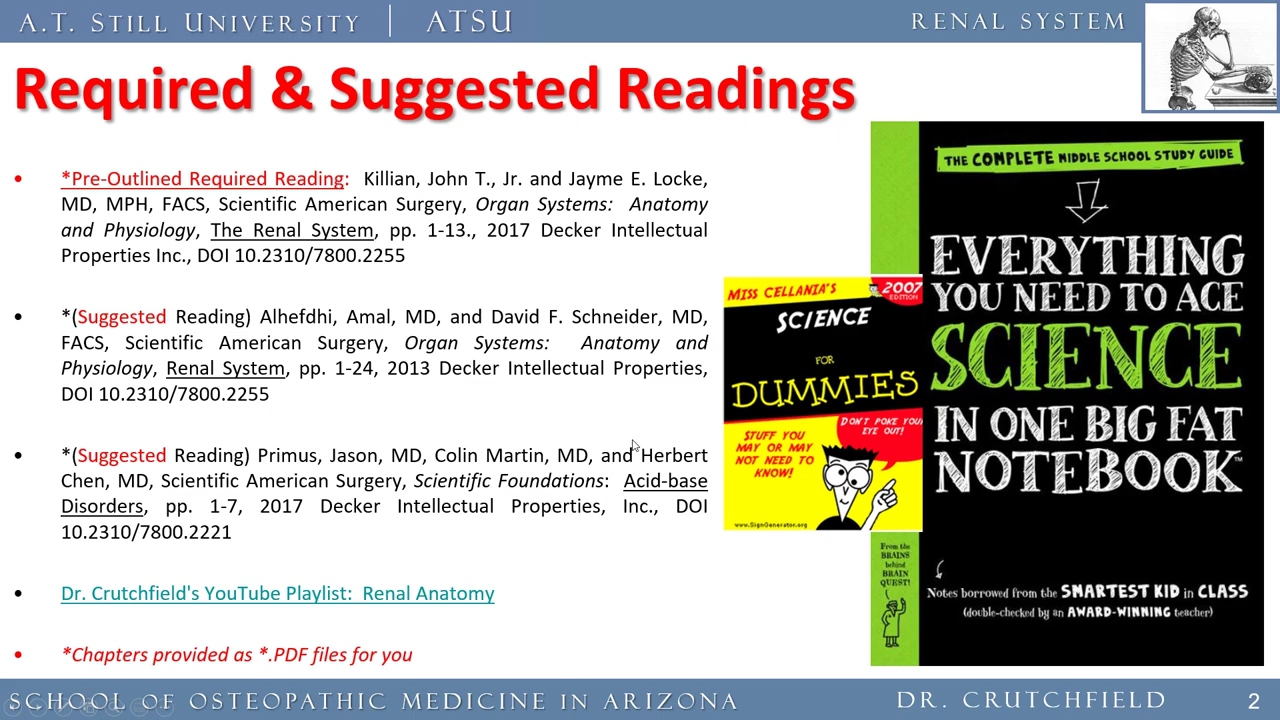 A.T. STILL UNIVERSITY | ATSU
RENAL SYSTEM
Required & Suggested Readings
• *Pre-Outlined Required Reading: Killian, John T., Jr. and Jayme E. Locke,
MD, MPH, FACS, Scientific American Surgery, Organ Systems: Anatomy
and Physiology, The Renal System, pp. 1-13., 2017 Decker Intellectual
Properties Inc., DOI 10.2310/7800.2255
• *(Suggested Reading) Alhefdhi, Amal, MD, and David F. Schneider, MD,
FACS, Scientific American Surgery, Organ Systems: Anatomy and
Physiology, Renal System, pp. 1-24, 2013 Decker Intellectual Properties,
DOI 10.2310/7800.2255
• *(Suggested Reading) Primus, Jason, MD, Colin Martin, MD, and Herbert
Chen, MD, Scientific American Surgery, Scientific Foundations: Acid-base
Disorders, pp. 1-7, 2017 Decker Intellectual Properties, Inc., DOI
10.2310/7800.2221
• Dr. Crutchfield's YouTube Playlist: Renal Anatomy
• *Chapters provided as *.PDF files for you
MISS CELLANIA'S
2007
EDITION
SCIENCE
FOR
DUMMIES
DON'T POKE YOUR
EYE OUT!
STUFF YOU
MAY OR MAY
NOT NEED TO
KNOW!
www.SignGenerator.org
THE COMPLETE MIDDLE SCHOOL STUDY GUIDE
EVERYTHING
YOU NEED TO ACE
SCIENCE
IN ONE BIG FAT
NOTEBOOK™
From the
BRAINS
behind
BRAIN
QUEST!
Notes borrowed from the SMARTEST KID in CLASS
(double-checked by an AWARD-WINNING teacher)
SCHOOL OF OSTEOPATHIC MEDICINE IN ARIZONA
DR. CRUTCHFIELD
2